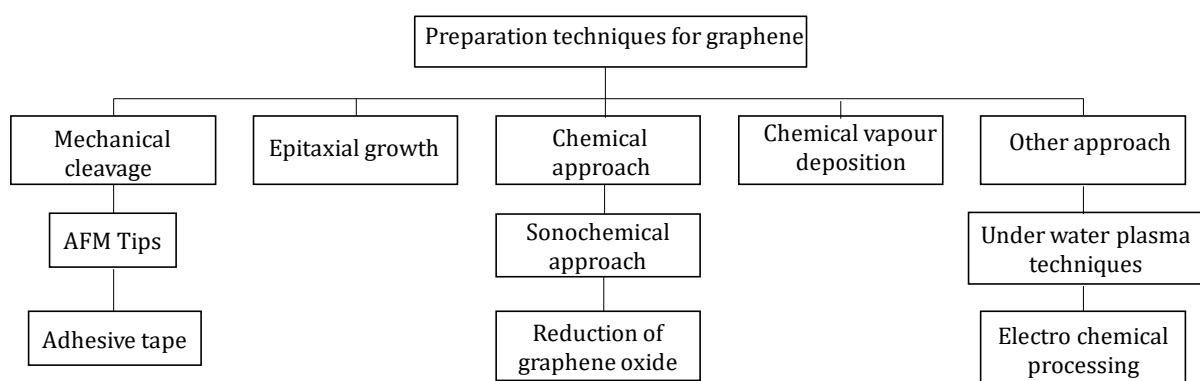 Preparation techniques for graphene
Mechanical
cleavage
Epitaxial growth
Chemical
approach
Chemical vapour
deposition
Other approach
AFM Tips
Sonochemical
approach
Under water plasma
techniques
Adhesive tape
Reduction of
graphene oxide
Electro chemical
processing